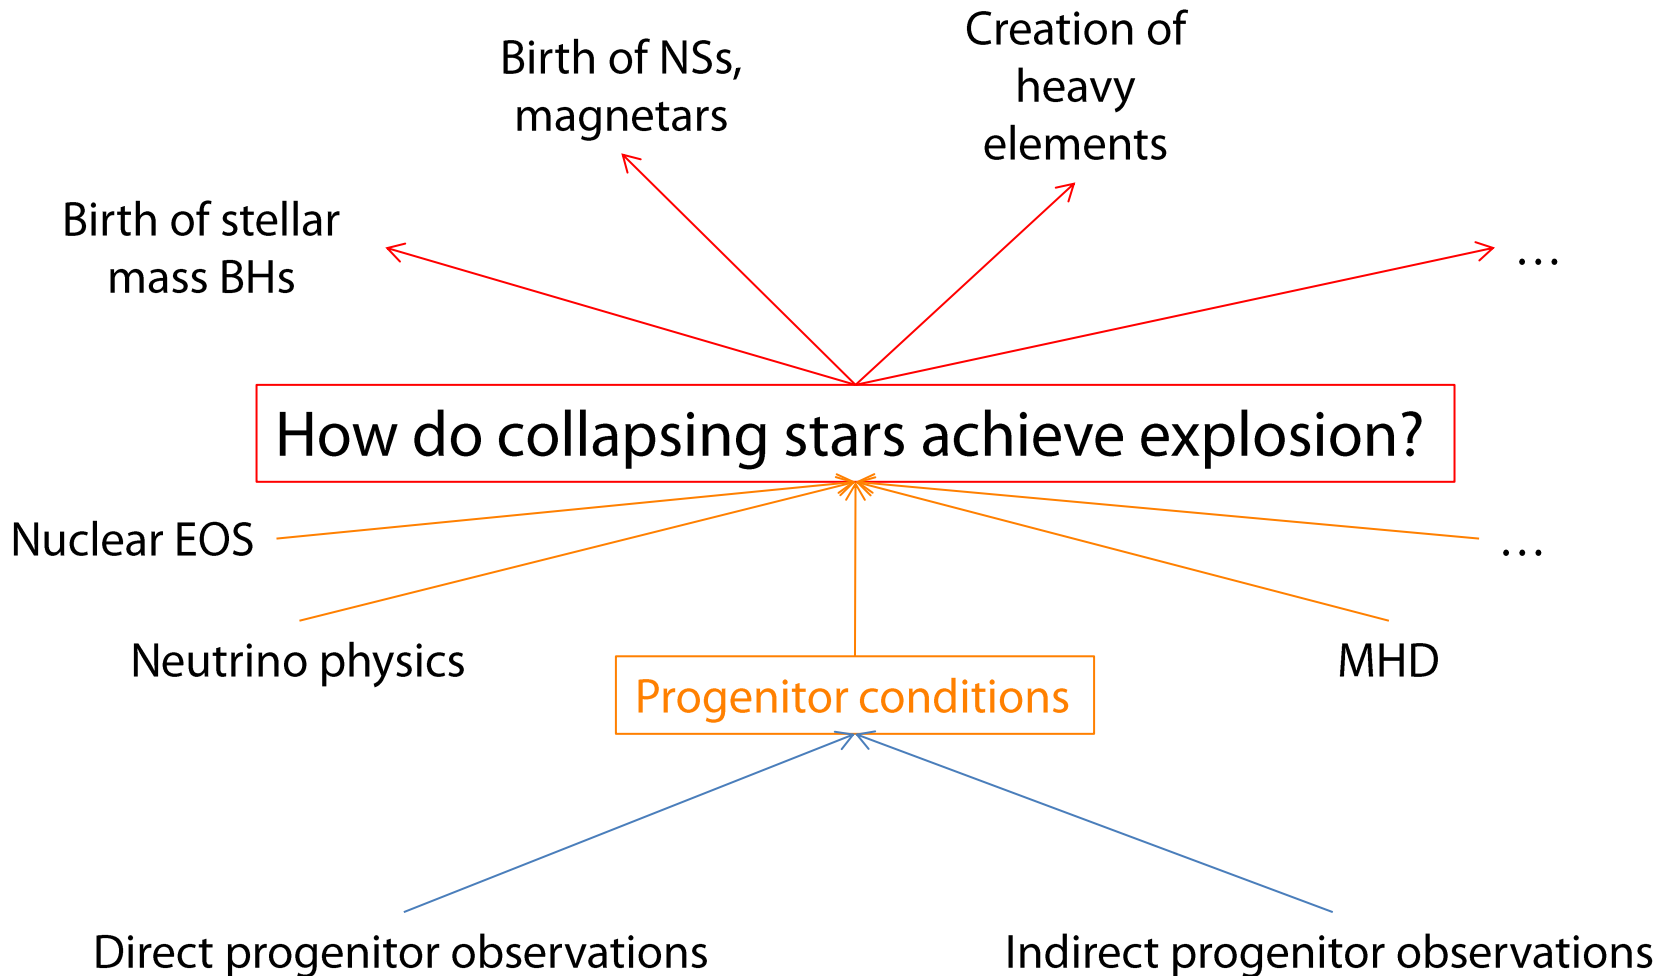 Creation of
heavy
elements
Birth of NSs,
magnetars
Birth of stellar
mass BHs
…
How do collapsing stars achieve explosion?
Nuclear EOS
…
Neutrino physics
MHD
Progenitor conditions
Direct progenitor observations
Indirect progenitor observations